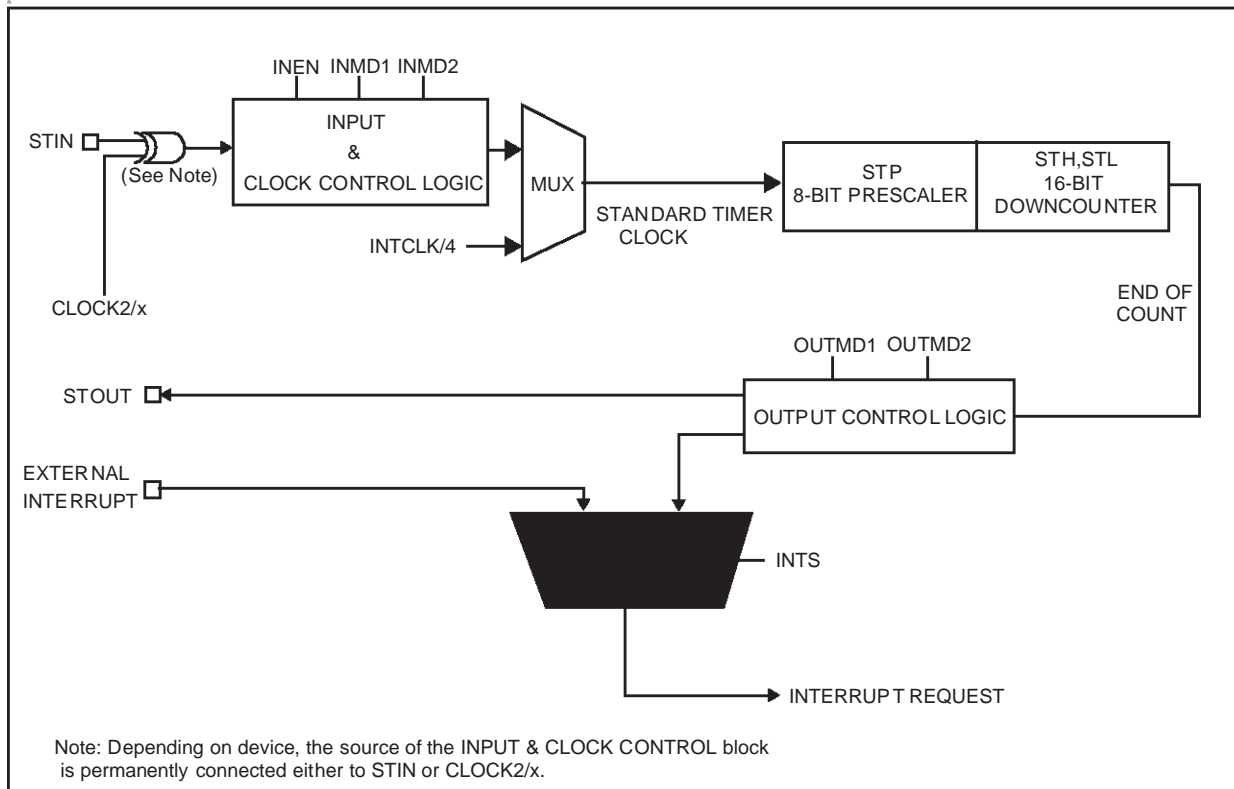 INEN INMD1 INMD2
STIN
(See Note)
INPUT
&
CLOCK CONTROL LOGIC
MUX
INTCLK/4
CLOCK2/x
STANDARD TIMER
CLOCK
STP
8-BIT PRESCALER
STH,STL
16-BIT
DOWNCOUNTER
END OF
COUNT
OUTMD1 OUTMD2
STOUT
OUTPUT CONTROL LOGIC
EXTERNAL
INTERRUPT
INTS
INTERRUPT REQUEST
Note: Depending on device, the source of the INPUT & CLOCK CONTROL block
is permanently connected either to STIN or CLOCK2/x.